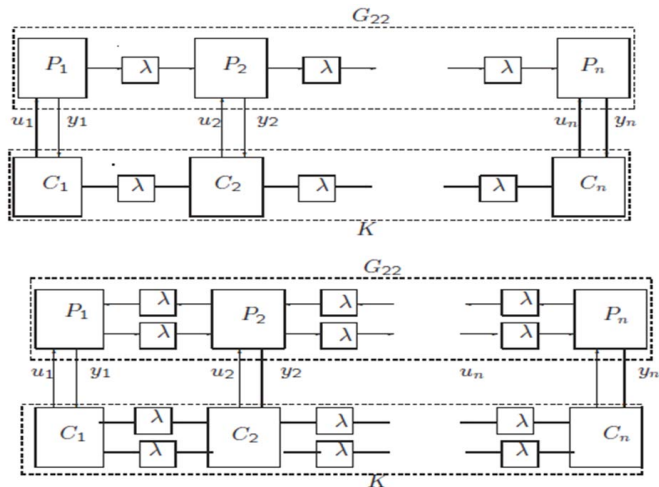 G22
P1 λ P2 λ λ Pn
u1 y1 u2 y2 un yn
C1 λ C2 λ λ Cn
K
G22
P1 λ λ P2 λ λ λ λ Pn
u1 y1 u2 y2 un yn
C1 λ λ C2 λ λ λ λ Cn
K